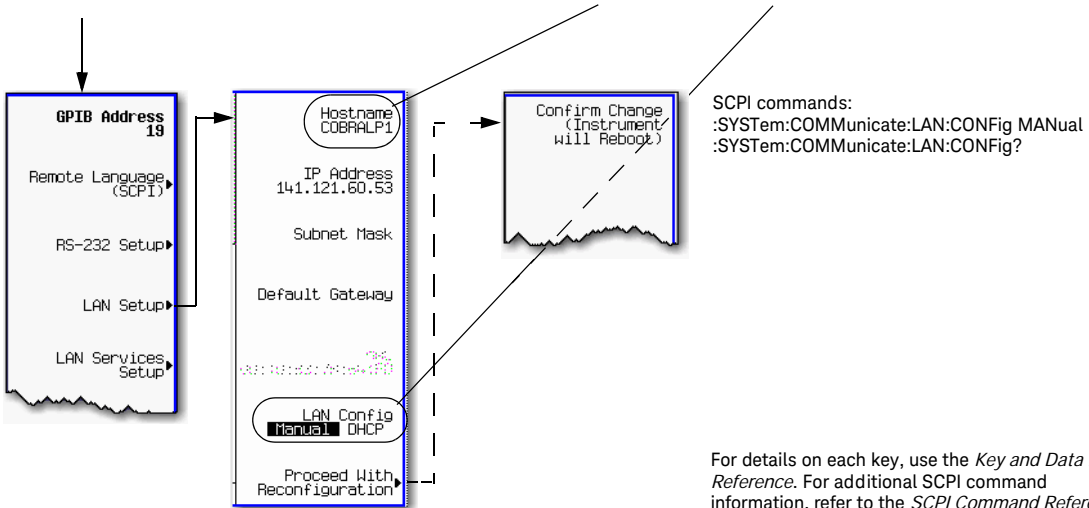 GPIB Address
19
Remote Language
(SCPI)
RS-232 Setup
LAN Setup
LAN Services
Setup
Hostname
COBRALP1
IP Address
141.121.60.53
Subnet Mask
Default Gateway
LAN Config
Manual DHCP
Proceed With
Reconfiguration
Confirm Change
(Instrument
will Reboot)
SCPI commands:
:SYSTem:COMMunicate:LAN:CONFig MANual
:SYSTem:COMMunicate:LAN:CONFig?
For details on each key, use the Key and Data
Reference. For additional SCPI command
information, refer to the SCPI Command